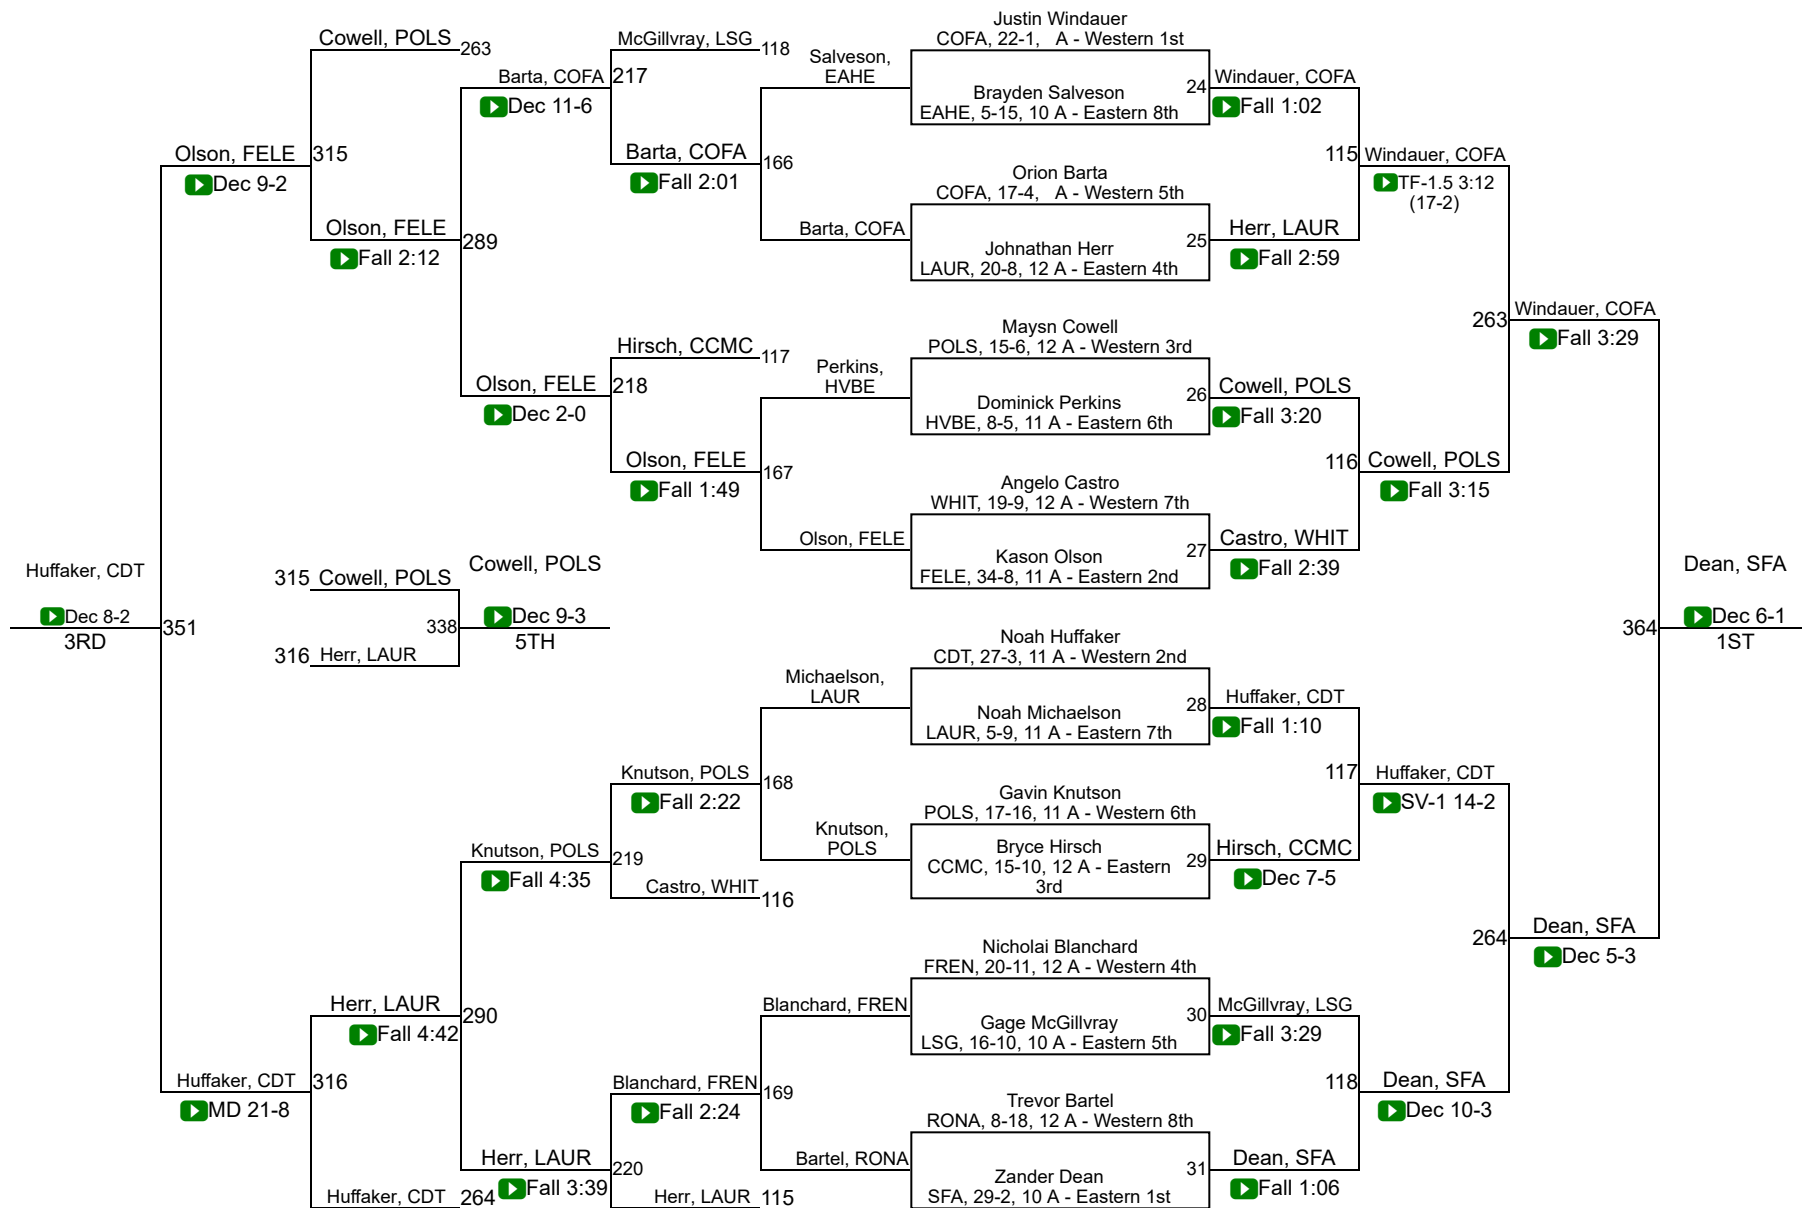 Justin Windauer
COFA, 22-1,   A - Western 1st
Cowell, POLS
263
McGillvray, LSG
118
Salveson,
EAHE
Barta, COFA
217
Dec 11-6
Brayden Salveson
EAHE, 5-15, 10 A - Eastern 8th
24
Windauer, COFA
Fall 1:02
Olson, FELE
315
Dec 9-2
Barta, COFA
166
Fall 2:01
Orion Barta
COFA, 17-4,   A - Western 5th
115
Windauer, COFA
TF-1.5 3:12
(17-2)
Olson, FELE
289
Fall 2:12
Barta, COFA
Johnathan Herr
LAUR, 20-8, 12 A - Eastern 4th
25
Herr, LAUR
Fall 2:59
Maysn Cowell
POLS, 15-6, 12 A - Western 3rd
263
Windauer, COFA
Fall 3:29
Hirsch, CCMC
117
Perkins,
HVBE
Olson, FELE
218
Dec 2-0
Dominick Perkins
HVBE, 8-5, 11 A - Eastern 6th
26
Cowell, POLS
Fall 3:20
Olson, FELE
167
Fall 1:49
Angelo Castro
WHIT, 19-9, 12 A - Western 7th
116
Cowell, POLS
Fall 3:15
Olson, FELE
Kason Olson
FELE, 34-8, 11 A - Eastern 2nd
27
Castro, WHIT
Fall 2:39
Huffaker, CDT
Dec 8-2
3RD
351
315
Cowell, POLS
Cowell, POLS
338
Dec 9-3
5TH
316
Herr, LAUR
Dean, SFA
364
Dec 6-1
1ST
Noah Huffaker
CDT, 27-3, 11 A - Western 2nd
Michaelson,
LAUR
Noah Michaelson
LAUR, 5-9, 11 A - Eastern 7th
28
Huffaker, CDT
Fall 1:10
Knutson, POLS
168
Fall 2:22
Gavin Knutson
POLS, 17-16, 11 A - Western 6th
117
Huffaker, CDT
SV-1 14-2
Knutson, POLS
219
Fall 4:35
Knutson,
POLS
Bryce Hirsch
CCMC, 15-10, 12 A - Eastern
3rd
29
Hirsch, CCMC
Dec 7-5
Castro, WHIT
116
264
Dean, SFA
Dec 5-3
Nicholai Blanchard
FREN, 20-11, 12 A - Western 4th
Herr, LAUR
290
Fall 4:42
Blanchard, FREN
Gage McGillvray
LSG, 16-10, 10 A - Eastern 5th
30
McGillvray, LSG
Fall 3:29
Huffaker, CDT
316
MD 21-8
Blanchard, FREN
169
Fall 2:24
Trevor Bartel
RONA, 8-18, 12 A - Western 8th
118
Dean, SFA
Dec 10-3
Herr, LAUR
220
Fall 3:39
Bartel, RONA
Zander Dean
SFA, 29-2, 10 A - Eastern 1st
31
Dean, SFA
Fall 1:06
Huffaker, CDT
264
Herr, LAUR
115